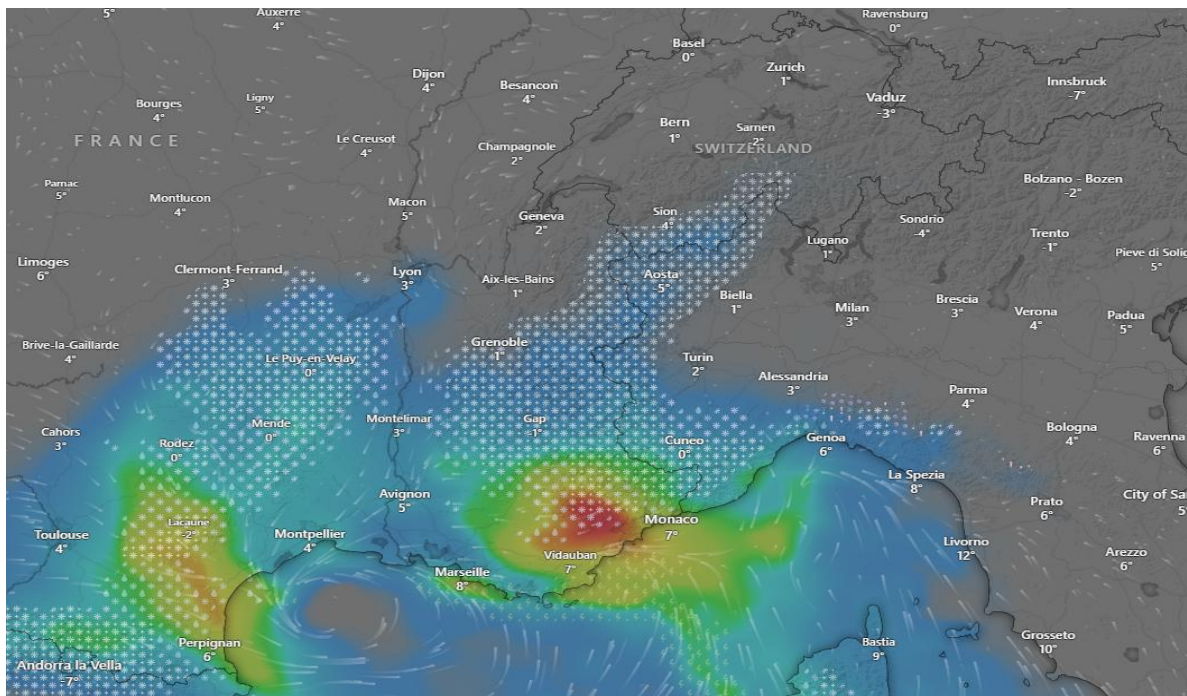 5°
Auxerre
4°
Ravensburg
0°
Basel
0°
Zurich
1°
Dijon
4°
Besancon
4°
Innsbruck
-7°
Vaduz
-3°
Bourges
4°
Ligny
5°
Bern
1°
Sarnen
2°
FRANCE
Le Creusot
4°
Champagnole
2°
SWITZERLAND
Parnac
5°
Montlucon
4°
Macon
5°
Geneva
2°
Sion
-4°
Bolzano - Bozen
-2°
Sondrio
-4°
Trento
-1°
Lugano
1°
Limoges
6°
Clermont-Ferrand
3°
Lyon
3°
Aix-les-Bains
1°
Aosta
-5°
Pieve di Solig
5°
Biella
1°
Milan
3°
Brescia
3°
Verona
4°
Padua
5°
Brive-la-Gaillarde
4°
Le Puy-en-Velay
0°
Grenoble
1°
Turin
2°
Alessandria
3°
Parma
4°
Cahors
3°
Mende
0°
Montelimar
3°
Gap
-1°
Rodez
0°
Cuneo
0°
Genoa
6°
Bologna
4°
Ravenna
6°
La Spezia
8°
Avignon
5°
Prato
6°
City of Sa
5°
Lacaune
-2°
Toulouse
4°
Montpellier
4°
Monaco
7°
Vidauban
7°
Livorno
12°
Arezzo
6°
Marseille
8°
Perpignan
6°
Bastia
9°
Grosseto
10°
Andorra la Vella
-7°